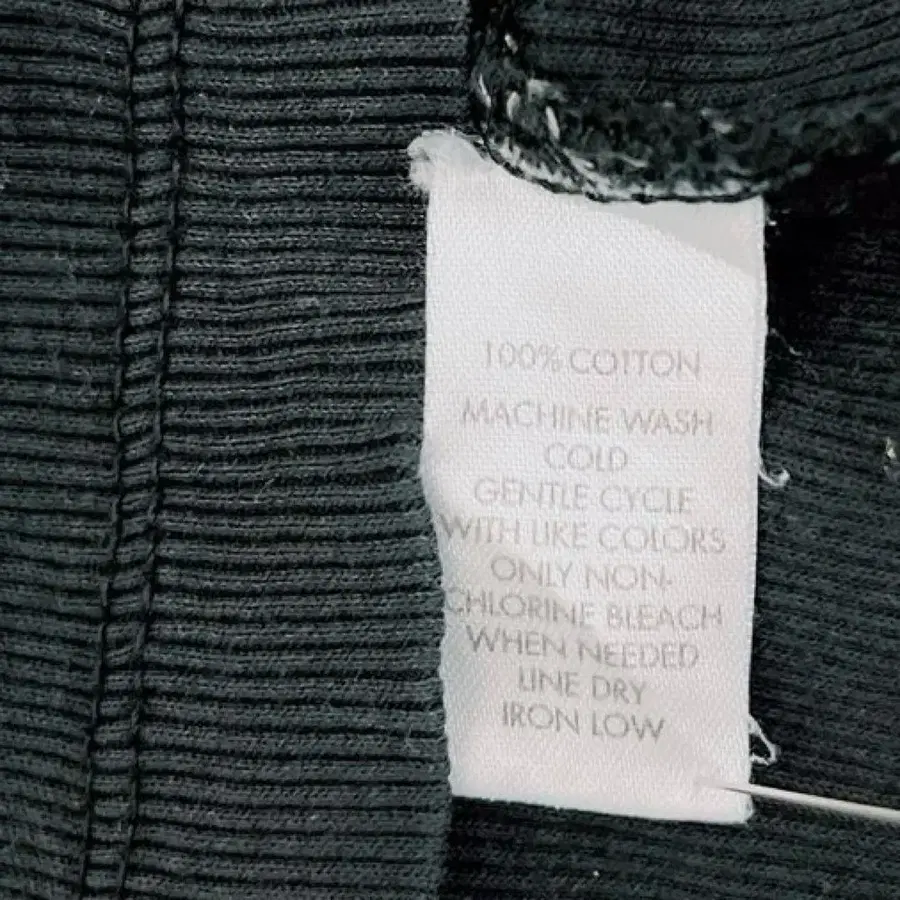 100% COTTON
MACHINE WASH
COLD
GENTLE CYCLE
WITH LIKE COLORS
ONLY NON-
CHLORINE BLEACH
WHEN NEEDED
LINE DRY
IRON LOW